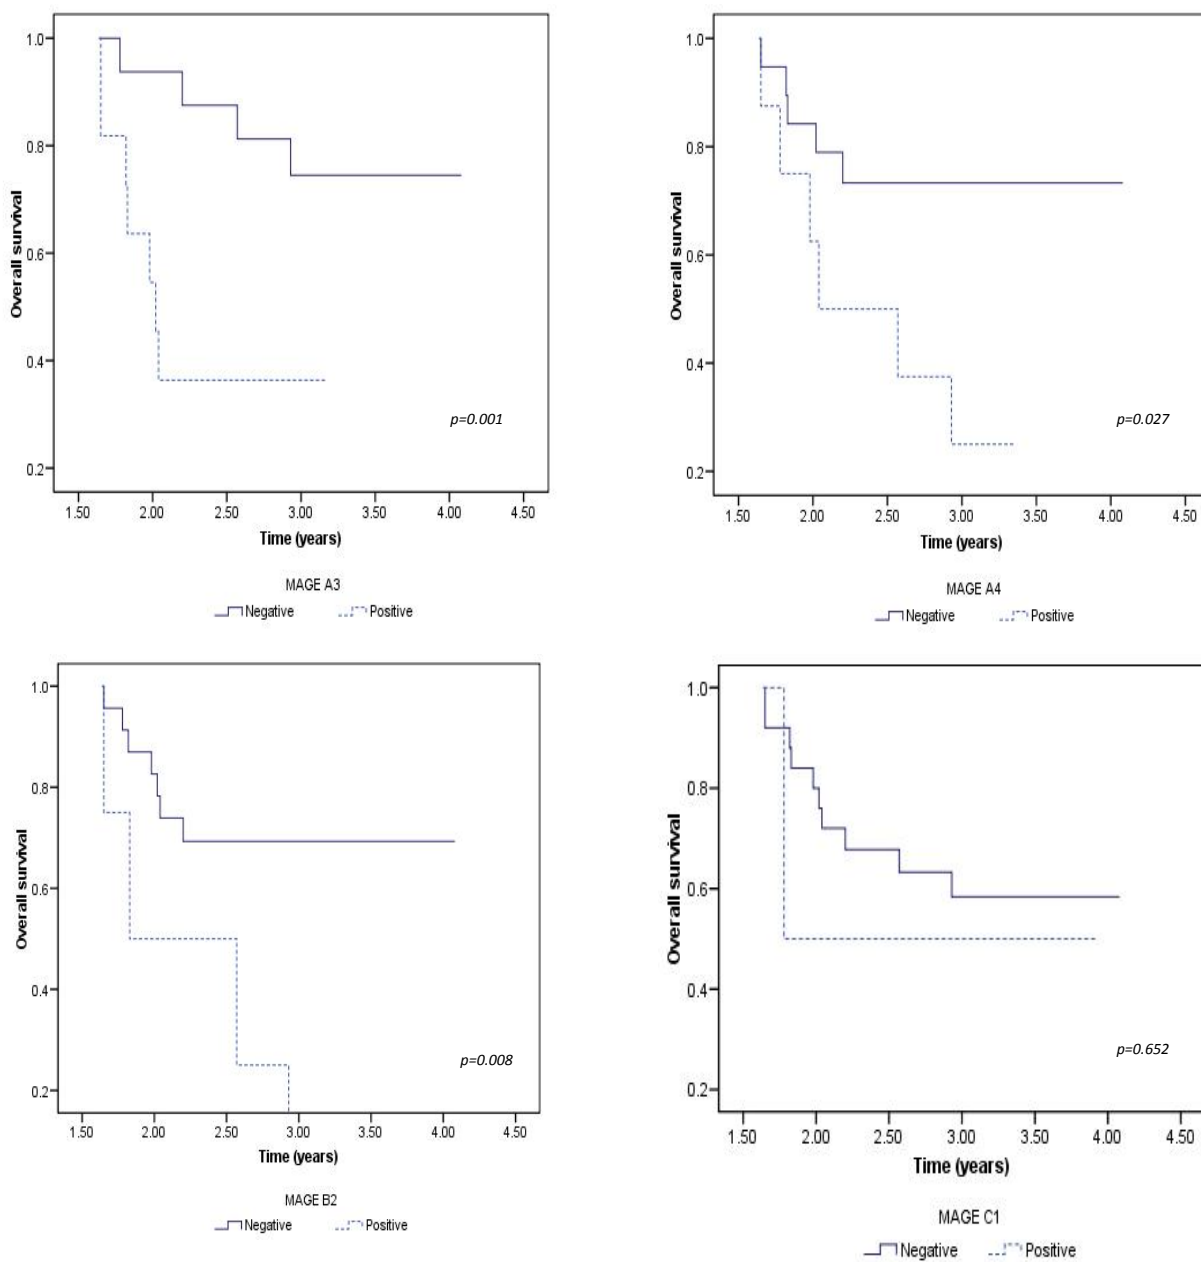 1.0
0.8
0.6
0.4
0.2
Overall survival
p=0.001
1.50 2.00 2.50 3.00 3.50 4.00 4.50
Time (years)
MAGE A3
Negative Positive
1.0
0.8
0.6
0.4
0.2
Overall survival
p=0.027
1.50 2.00 2.50 3.00 3.50 4.00 4.50
Time (years)
MAGE A4
Negative Positive
1.0
0.8
0.6
0.4
0.2
Overall survival
p=0.008
1.50 2.00 2.50 3.00 3.50 4.00 4.50
Time (years)
MAGE B2
Negative Positive
1.0
0.8
0.6
0.4
0.2
Overall survival
p=0.652
1.50 2.00 2.50 3.00 3.50 4.00 4.50
Time (years)
MAGE C1
Negative Positive